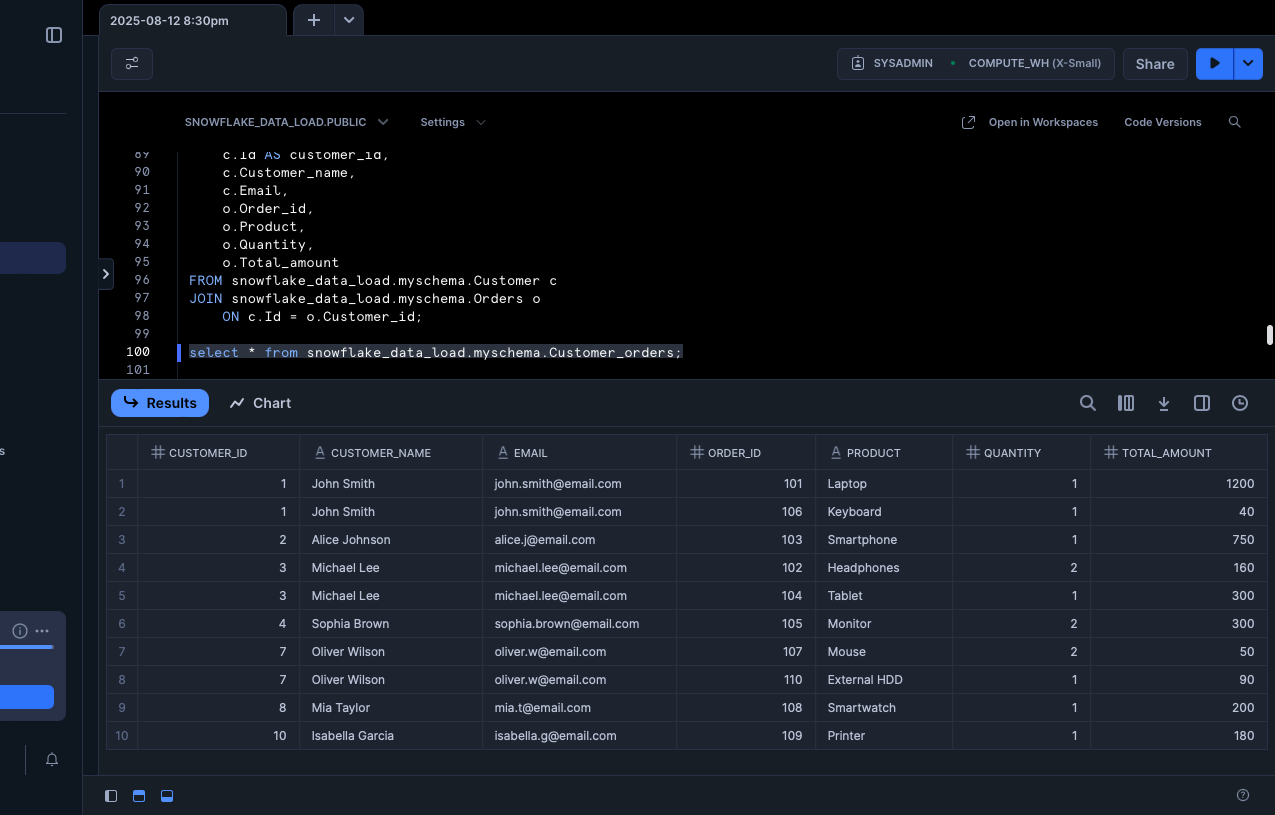 2025-08-12 8:30pm
SYSADMIN • COMPUTE_WH (X-Small) Share
SNOWFLAKE_DATA_LOAD.PUBLIC Settings Open in Workspaces Code Versions
89 c.Id AS customer_id,
90 c.Customer_name,
91 c.Email,
92 o.Order_id,
93 o.Product,
94 o.Quantity,
95 o.Total_amount
96 FROM snowflake_data_load.myschema.Customer c
97 JOIN snowflake_data_load.myschema.Orders o
98 ON c.Id = o.Customer_id;
99
100 select * from snowflake_data_load.myschema.Customer_orders;
101
Results Chart
s
CUSTOMER_ID CUSTOMER_NAME EMAIL ORDER_ID PRODUCT QUANTITY TOTAL_AMOUNT
1 1 John Smith john.smith@email.com 101 Laptop 1 1200
2 1 John Smith john.smith@email.com 106 Keyboard 1 40
3 2 Alice Johnson alice.j@email.com 103 Smartphone 1 750
4 3 Michael Lee michael.lee@email.com 102 Headphones 2 160
5 3 Michael Lee michael.lee@email.com 104 Tablet 1 300
6 4 Sophia Brown sophia.brown@email.com 105 Monitor 2 300
7 7 Oliver Wilson oliver.w@email.com 107 Mouse 2 50
8 7 Oliver Wilson oliver.w@email.com 110 External HDD 1 90
9 8 Mia Taylor mia.t@email.com 108 Smartwatch 1 200
10 10 Isabella Garcia isabella.g@email.com 109 Printer 1 180